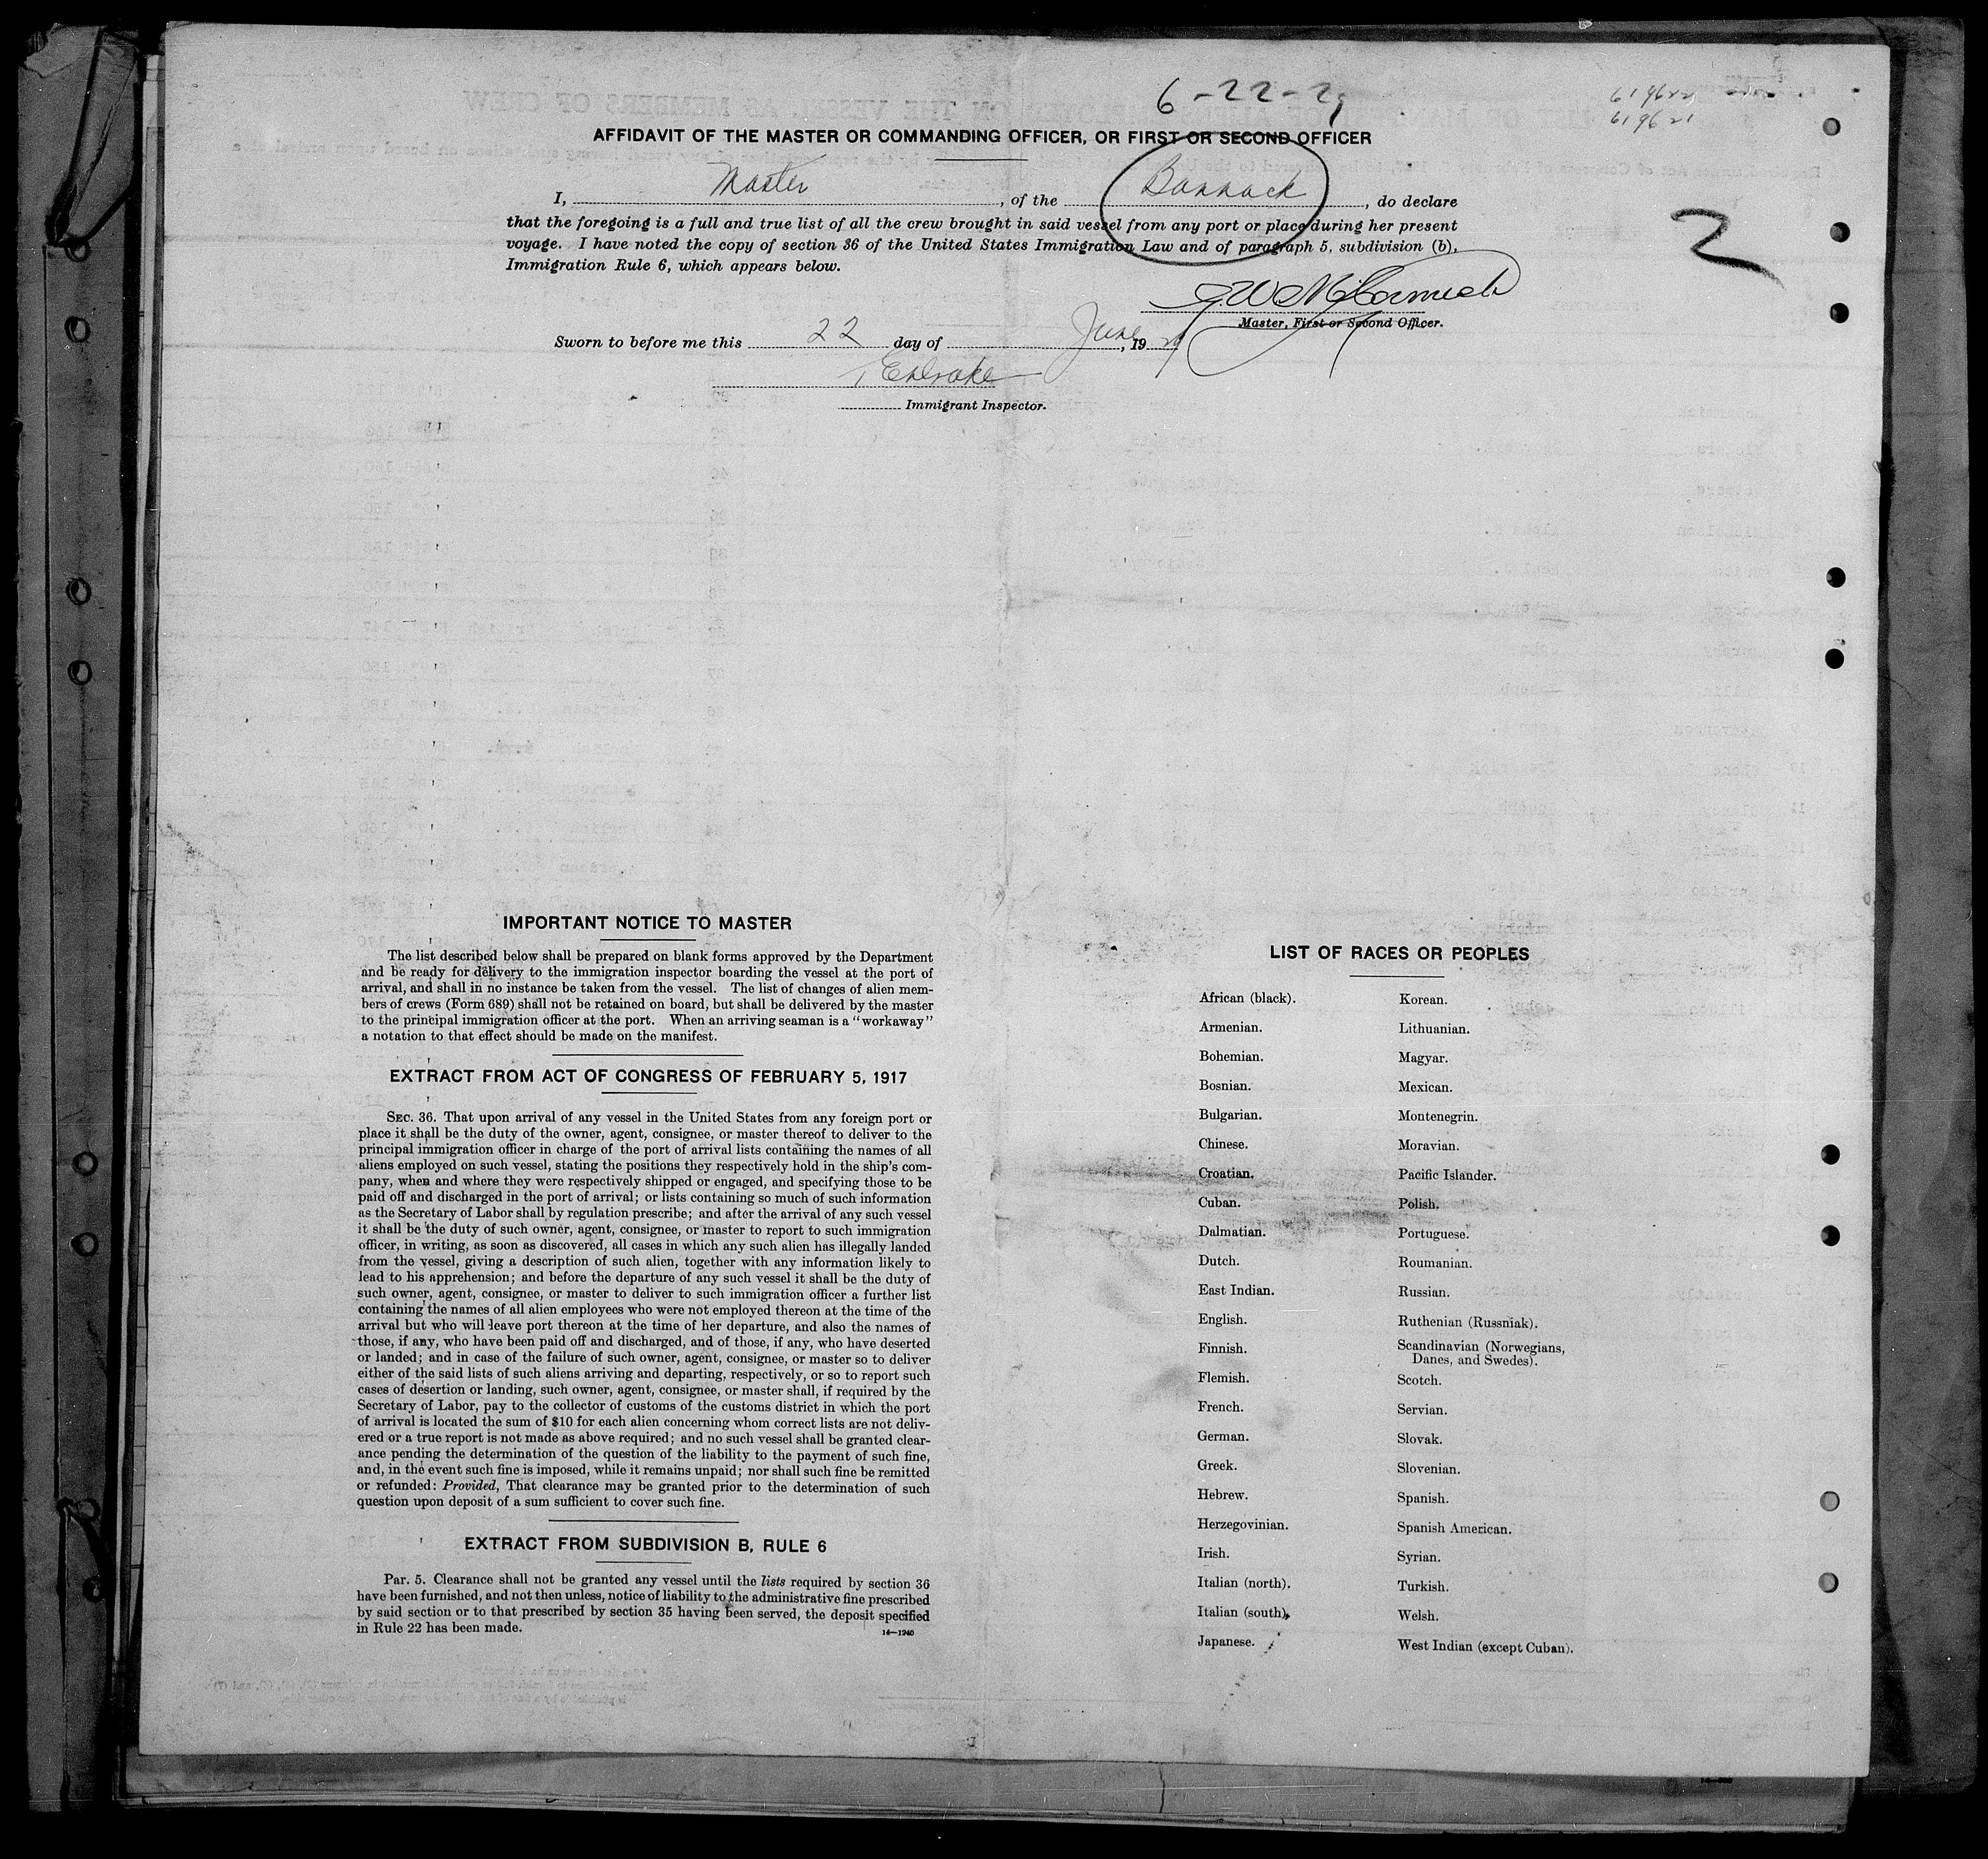 6-22-2
619622
619621
AFFIDAVIT OF THE MASTER OR COMMANDING OFFICER, OR FIRST OR SECOND OFFICER
I, Master, of the Bannack, do declare
that the foregoing is a full and true list of all the crew brought in said vessel from any port or place during her present
voyage. I have noted the copy of section 36 of the United States Immigration Law and of paragraph 5, subdivision (b),
Immigration Rule 6, which appears below.
2
McCormick
Master, First or Second Officer.
Sworn to before me this 22 day of June, 19
Immigrant Inspector.
IMPORTANT NOTICE TO MASTER
The list described below shall be prepared on blank forms approved by the Department
and be ready for delivery to the immigration inspector boarding the vessel at the port of
arrival, and shall in no instance be taken from the vessel. The list of changes of alien mem-
bers of crews (Form 689) shall not be retained on board, but shall be delivered by the master
to the principal immigration officer at the port. When an arriving seaman is a "workaway"
a notation to that effect should be made on the manifest.
EXTRACT FROM ACT OF CONGRESS OF FEBRUARY 5, 1917
SEC. 36. That upon arrival of any vessel in the United States from any foreign port or
place it shall be the duty of the owner, agent, consignee, or master thereof to deliver to the
principal immigration officer in charge of the port of arrival lists containing the names of all
aliens employed on such vessel, stating the positions they respectively hold in the ship's com-
pany, when and where they were respectively shipped or engaged, and specifying those to be
paid off and discharged in the port of arrival; or lists containing so much of such information
as the Secretary of Labor shall by regulation prescribe; and after the arrival of any such vessel
it shall be the duty of such owner, agent, consignee, or master to report to such immigration
officer, in writing, as soon as discovered, all cases in which any such alien has illegally landed
from the vessel, giving a description of such alien, together with any information likely to
lead to his apprehension; and before the departure of any such vessel it shall be the duty of
such owner, agent, consignee, or master to deliver to such immigration officer a further list
containing the names of all alien employees who were not employed thereon at the time of the
arrival but who will leave port thereon at the time of her departure, and also the names of
those, if any, who have been paid off and discharged, and of those, if any, who have deserted
or landed; and in case of the failure of such owner, agent, consignee, or master so to deliver
either of the said lists of such aliens arriving and departing, respectively, or so to report such
cases of desertion or landing, such owner, agent, consignee, or master shall, if required by the
Secretary of Labor, pay to the collector of customs of the customs district in which the port
of arrival is located the sum of $10 for each alien concerning whom correct lists are not deliv-
ered or a true report is not made as above required; and no such vessel shall be granted clear-
ance pending the determination of the question of the liability to the payment of such fine,
and, in the event such fine is imposed, while it remains unpaid; nor shall such fine be remitted
or refunded: Provided, That clearance may be granted prior to the determination of such
question upon deposit of a sum sufficient to cover such fine.
EXTRACT FROM SUBDIVISION B, RULE 6
Par. 5. Clearance shall not be granted any vessel until the lists required by section 36
have been furnished, and not then unless, notice of liability to the administrative fine prescribed
by said section or to that prescribed by section 35 having been served, the deposit specified
in Rule 22 has been made.
14—1240
LIST OF RACES OR PEOPLES
African (black).
Armenian.
Bohemian.
Bosnian.
Bulgarian.
Chinese.
Croatian.
Cuban.
Dalmatian.
Dutch.
East Indian.
English.
Finnish.
Flemish.
French.
German.
Greek.
Hebrew.
Herzegovinian.
Irish.
Italian (north).
Italian (south).
Japanese.
Korean.
Lithuanian.
Magyar.
Mexican.
Montenegrin.
Moravian.
Pacific Islander.
Polish.
Portuguese.
Roumanian.
Russian.
Ruthenian (Russniak).
Scandinavian (Norwegians,
Danes, and Swedes).
Scotch.
Servian.
Slovak.
Slovenian.
Spanish.
Spanish American.
Syrian.
Turkish.
Welsh.
West Indian (except Cuban).